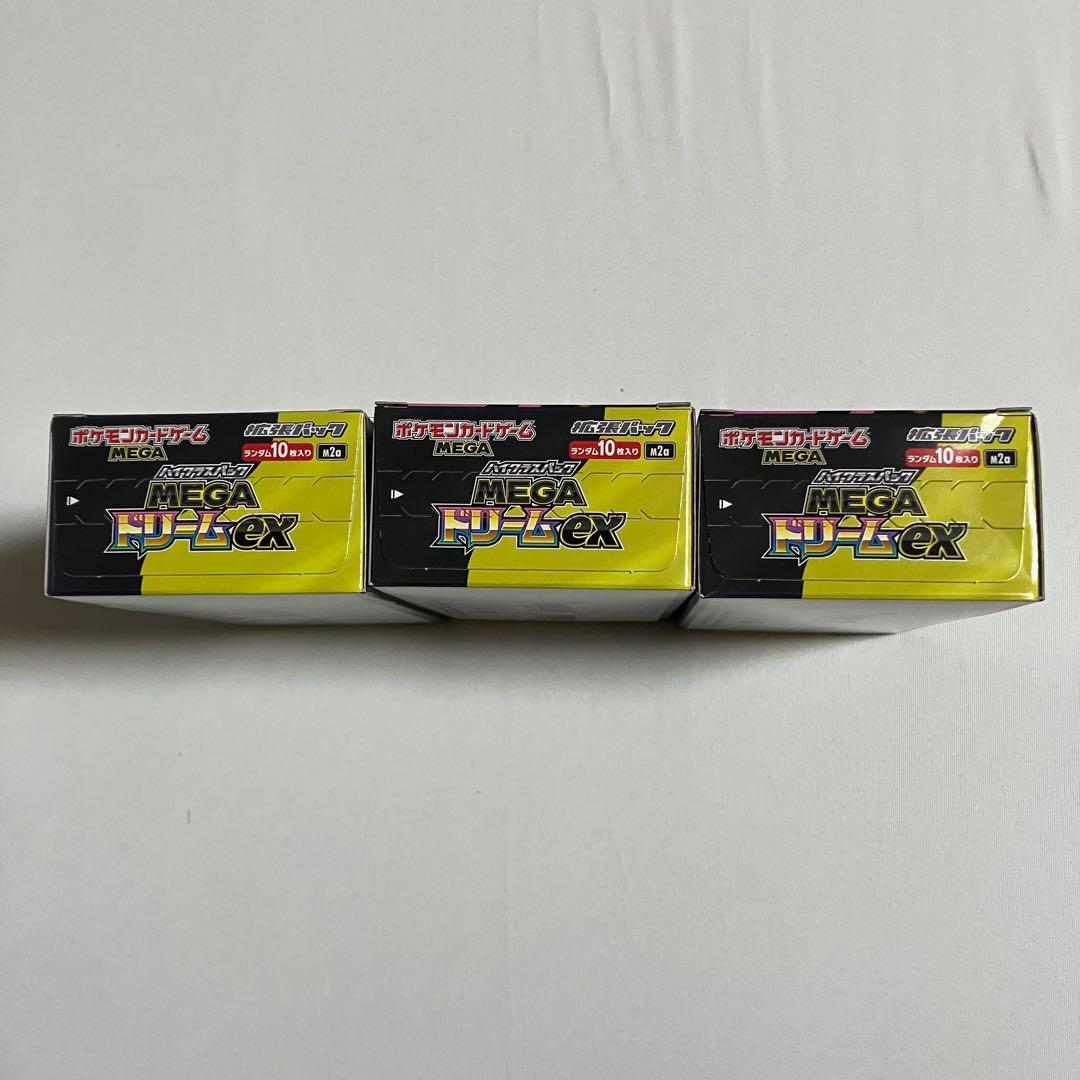 ポケモンカードゲーム
MEGA
拡張パック
ランダム10枚入り M2a
ハイクラスパック
MEGA
ドリームex
ポケモンカードゲーム
MEGA
拡張パック
ランダム10枚入り M2a
ハイクラスパック
MEGA
ドリームex
ポケモンカードゲーム
MEGA
拡張パック
ランダム10枚入り M2a
ハイクラスパック
MEGA
ドリームex